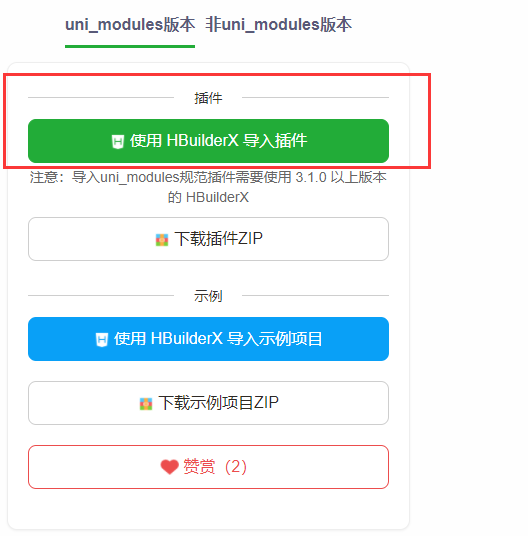 uni_modules版本 非uni_modules版本
插件
使用 HBuilderX 导入插件
注意：导入uni_modules规范插件需要使用 3.1.0 以上版本
的 HBuilderX
下载插件ZIP
示例
使用 HBuilderX 导入示例项目
下载示例项目ZIP
赞赏（2）